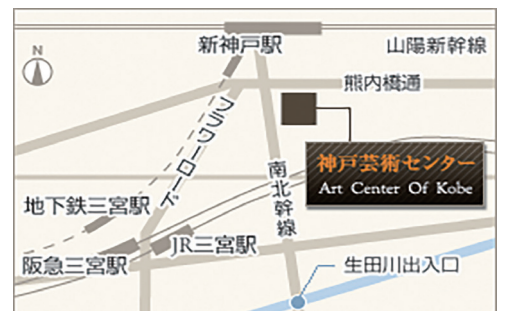 新神戸駅
山陽新幹線
N
熊内橋通
フラワーロード
神戸芸術センター
Art Center Of Kobe
南北幹線
地下鉄三宮駅
JR三宮駅
阪急三宮駅
生田川出入口